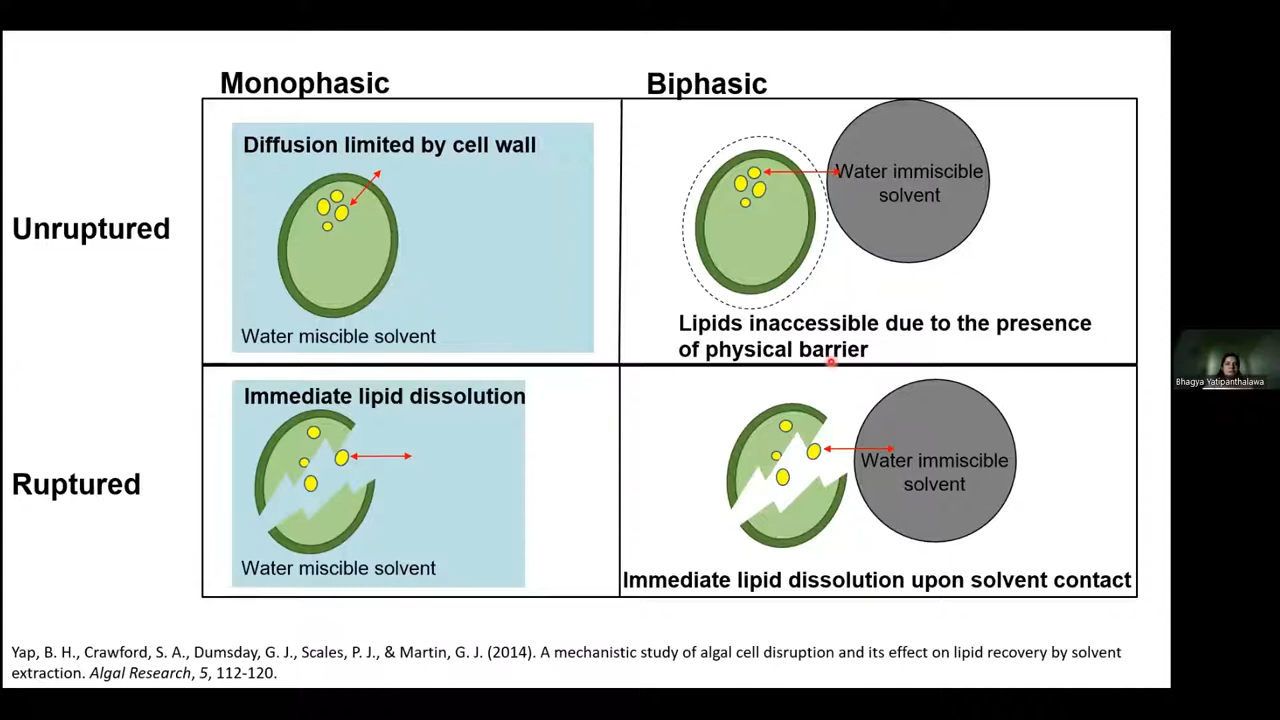 Monophasic
Biphasic
Unruptured
Diffusion limited by cell wall
Water miscible solvent
Water immiscible
solvent
Lipids inaccessible due to the presence
of physical barrier
Ruptured
Immediate lipid dissolution
Water miscible solvent
Water immiscible
solvent
Immediate lipid dissolution upon solvent contact
Yap, B. H., Crawford, S. A., Dumsday, G. J., Scales, P. J., & Martin, G. J. (2014). A mechanistic study of algal cell disruption and its effect on lipid recovery by solvent
extraction. Algal Research, 5, 112-120.
Bhagya Yatipanthalawa